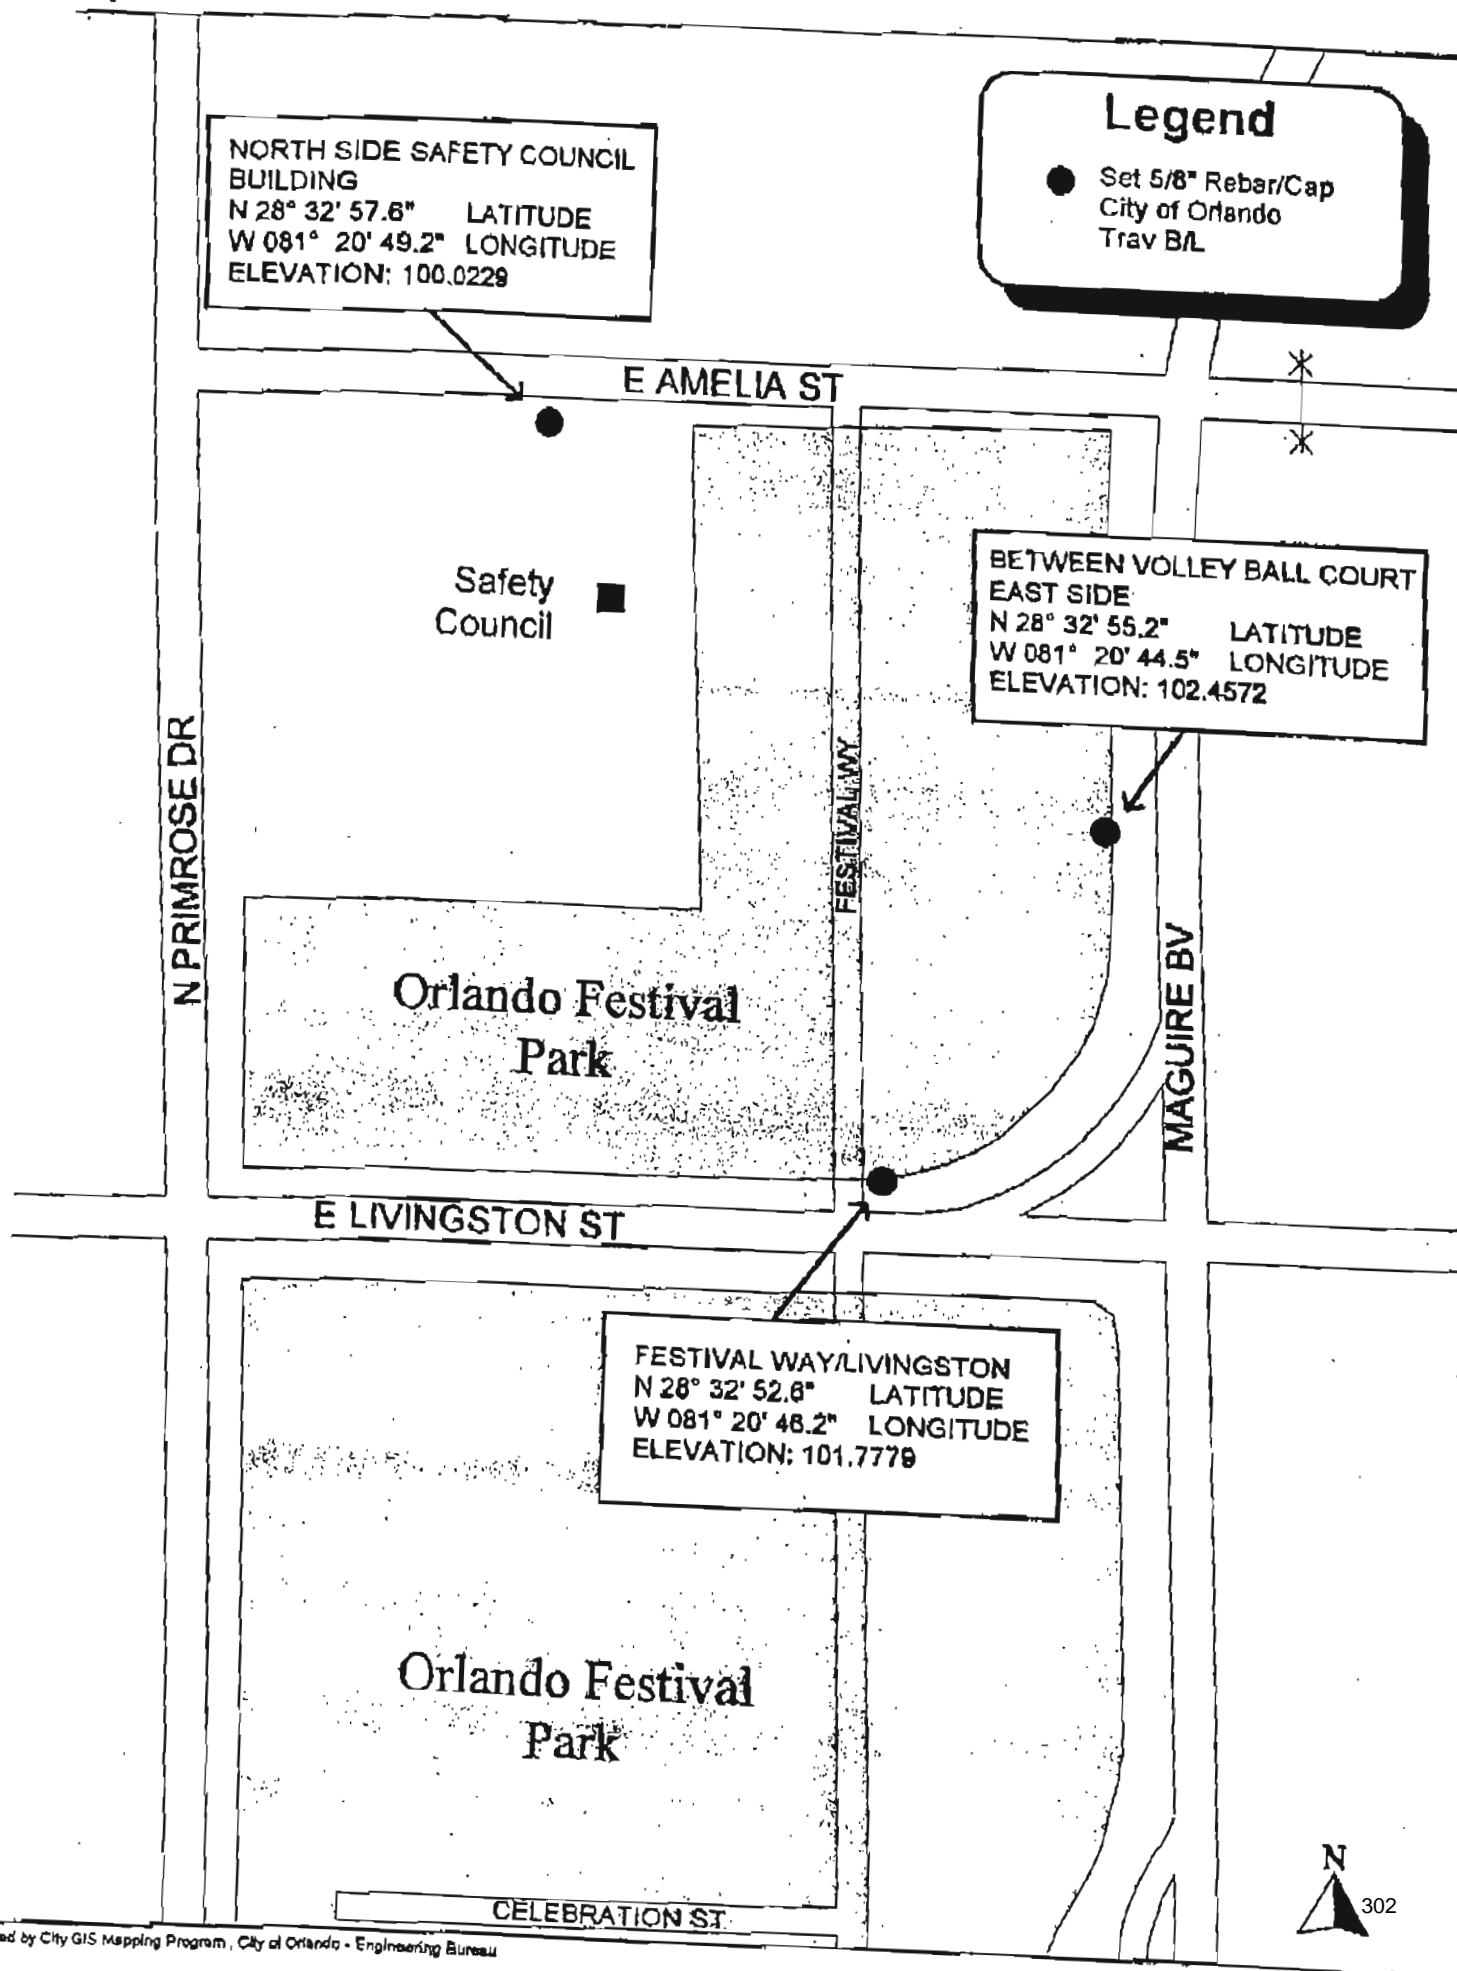 Legend
Set 5/8" Rebar/Cap
City of Orlando
Trav B/L
NORTH SIDE SAFETY COUNCIL
BUILDING
N 28° 32' 57.6" LATITUDE
W 081° 20' 49.2" LONGITUDE
ELEVATION: 100.0229
E AMELIA ST
Safety
Council
BETWEEN VOLLEY BALL COURT
EAST SIDE
N 28° 32' 55.2" LATITUDE
W 081° 20' 44.5" LONGITUDE
ELEVATION: 102.4572
N PRIMROSE DR
FESTIVAL WY
MAGUIRE BV
Orlando Festival
Park
E LIVINGSTON ST
FESTIVAL WAY/LIVINGSTON
N 28° 32' 52.6" LATITUDE
W 081° 20' 46.2" LONGITUDE
ELEVATION: 101.7779
Orlando Festival
Park
CELEBRATION ST
N
302
by City GIS Mapping Program, City of Orlando - Engineering Bureau